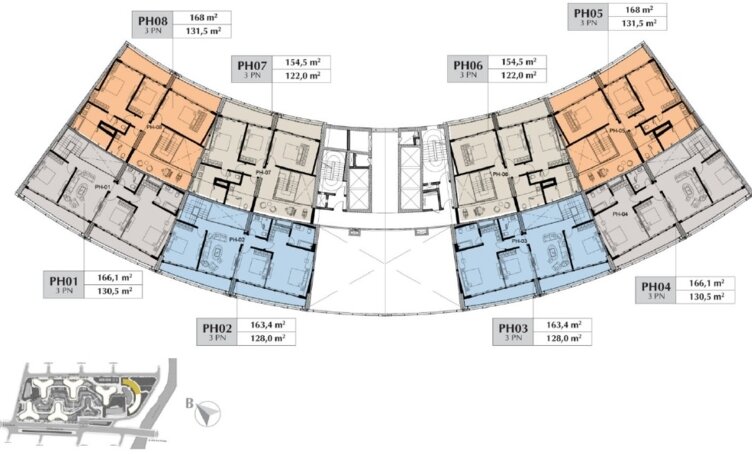 PH08
3 PN
168 m²
131,5 m²
PH05
3 PN
168 m²
131,5 m²
PH07
3 PN
154,5 m²
122,0 m²
PH06
3 PN
154,5 m²
122,0 m²
PH-08
PH-05
PH-07
PH-06
PH-01
PH-04
PH-02
PH-03
PH01
3 PN
166,1 m²
130,5 m²
PH04
3 PN
166,1 m²
130,5 m²
PH02
3 PN
163,4 m²
128,0 m²
PH03
3 PN
163,4 m²
128,0 m²
B